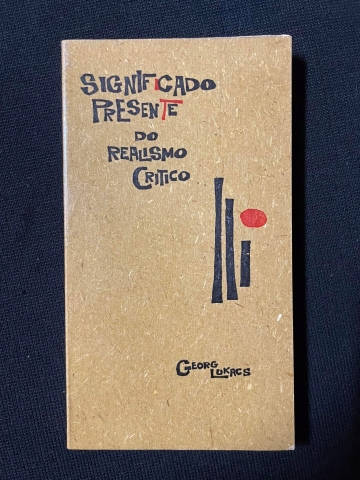 SIGNIFICADO
PRESENTE
DO
REALISMO
CRITICO
GEORG
LUKACS